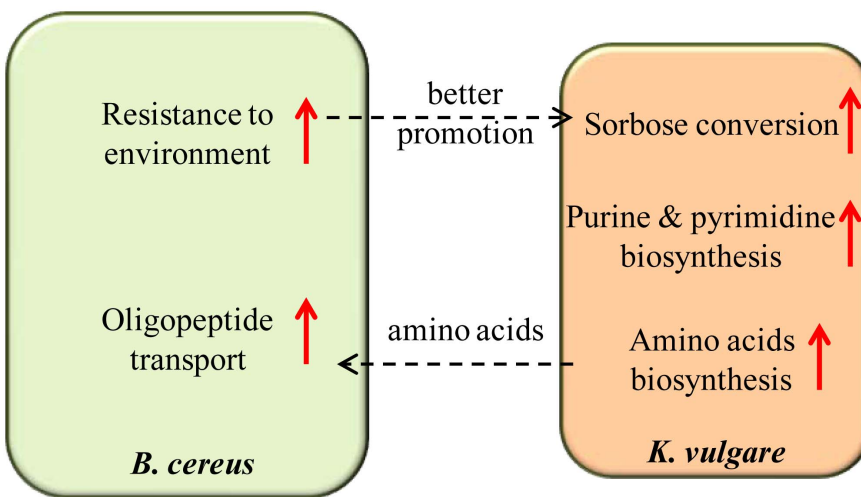 Resistance to
environment
better
promotion
Sorbose conversion
Purine & pyrimidine
biosynthesis
Oligopeptide
transport
amino acids
Amino acids
biosynthesis
B. cereus
K. vulgare